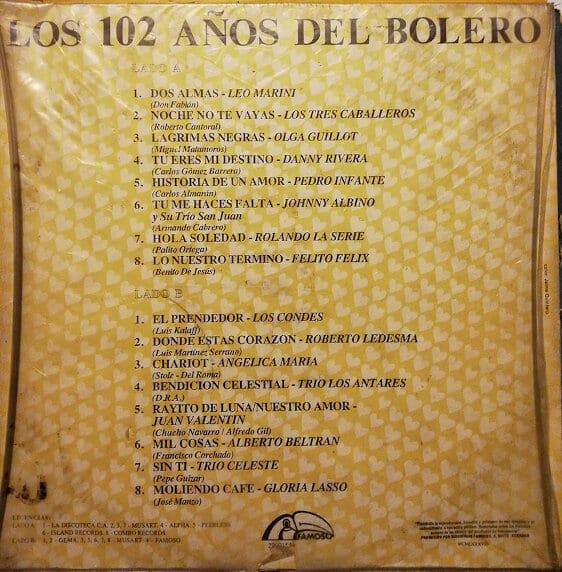 LOS 102 AÑOS DEL BOLERO
LADO A
1. DOS ALMAS - LEO MARINI
(Don Fabián)
2. NOCHE NO TE VAYAS - LOS TRES CABALLEROS
(Roberto Cantoral)
3. LAGRIMAS NEGRAS - OLGA GUILLOT
(Miguel Matamoros)
4. TU ERES MI DESTINO - DANNY RIVERA
(Carlos Gómez Barrera)
5. HISTORIA DE UN AMOR - PEDRO INFANTE
(Carlos Almarán)
6. TU ME HACES FALTA - JOHNNY ALBINO
y Su Trío San Juan
(Armando Cabrero)
7. HOLA SOLEDAD - ROLANDO LA SERIE
(Palito Ortega)
8. LO NUESTRO TERMINO - FELITO FELIX
(Benito De Jesús)
LADO B
1. EL PRENDEDOR - LOS CONDES
(Luis Kalaff)
2. DONDE ESTAS CORAZON - ROBERTO LEDESMA
(Luis Martínez Serrano)
3. CHARIOT - ANGELICA MARIA
(Stole - Del Roma)
4. BENDICION CELESTIAL - TRIO LOS ANTARES
(D.R.A.)
5. RAYITO DE LUNA/NUESTRO AMOR -
JUAN VALENTIN
(Chucho Navarro / Alfredo Gil)
6. MIL COSAS - ALBERTO BELTRAN
(Francisco Corchado)
7. SIN TI - TRIO CELESTE
(Pepe Guízar)
8. MOLIENDO CAFE - GLORIA LASSO
(José Manzo)
LICENCIAS:
LADO A: 1 - LA DISCOTECA C.A. 2, 3, 7 - MUSART 4 - ALPHA 5 - PEERLESS
6 - ISLAND RECORDS 8 - COMBO RECORDS
LADO B: 1, 2 - GEMA, 3, 5, 6, 7, 8 - MUSART 4 - FAMOSO
FAMOSO